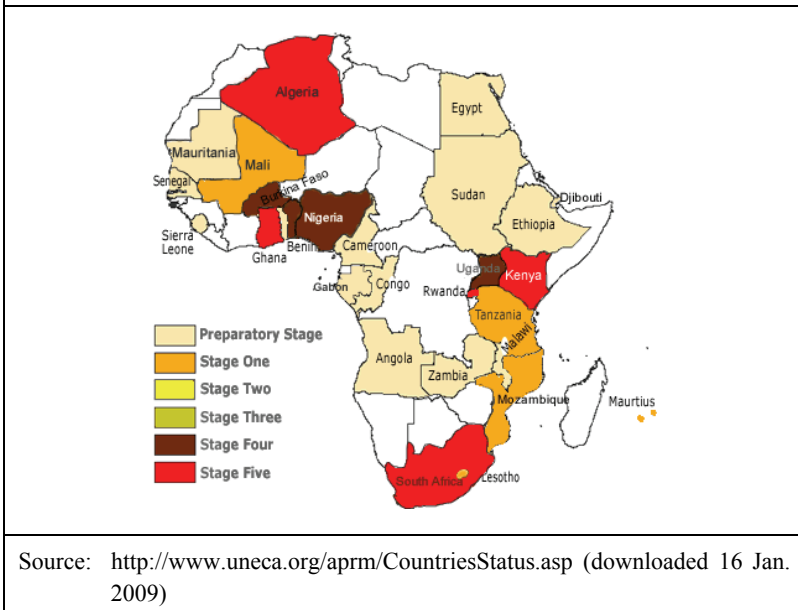 Algeria
Egypt
Mauritania
Mali
Senegal
Burkina Faso
Sudan
Djibouti
Nigeria
Ethiopia
Sierra
Leone
Benin
Cameroon
Ghana
Uganda
Kenya
Gabon
Congo
Rwanda
Tanzania
Malawi
Angola
Zambia
Mozambique
Maurtius
South Africa
Lesotho
Preparatory Stage
Stage One
Stage Two
Stage Three
Stage Four
Stage Five
Source: http://www.uneca.org/aprm/CountriesStatus.asp (downloaded 16 Jan.
2009)